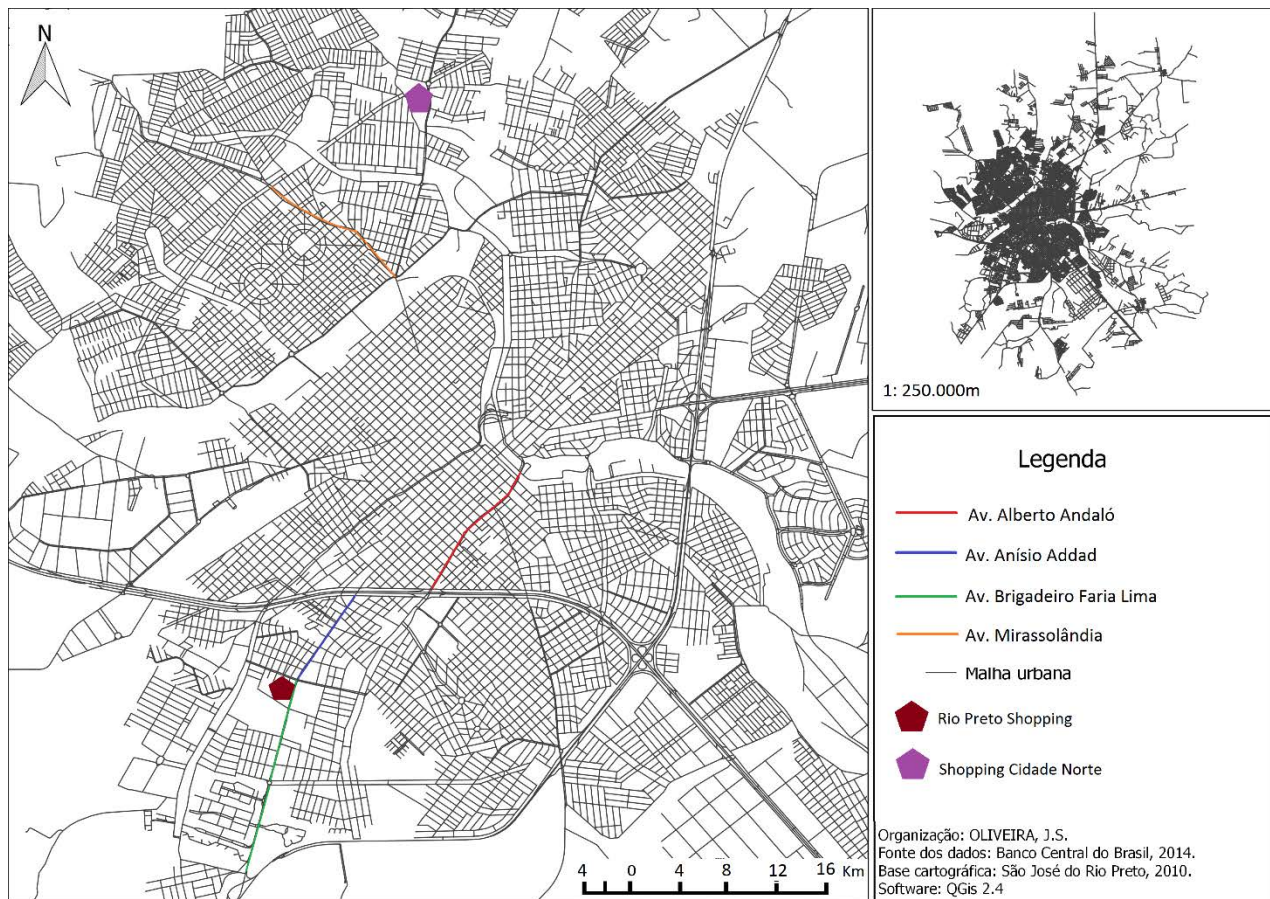 N
1: 250.000m
Legenda
Av. Alberto Andaló
Av. Anísio Addad
Av. Brigadeiro Faria Lima
Av. Mirassolândia
Malha urbana
Rio Preto Shopping
Shopping Cidade Norte
Organização: OLIVEIRA, J.S.
Fonte dos dados: Banco Central do Brasil, 2014.
Base cartográfica: São José do Rio Preto, 2010.
Software: QGis 2.4
4 0 4 8 12 16 Km